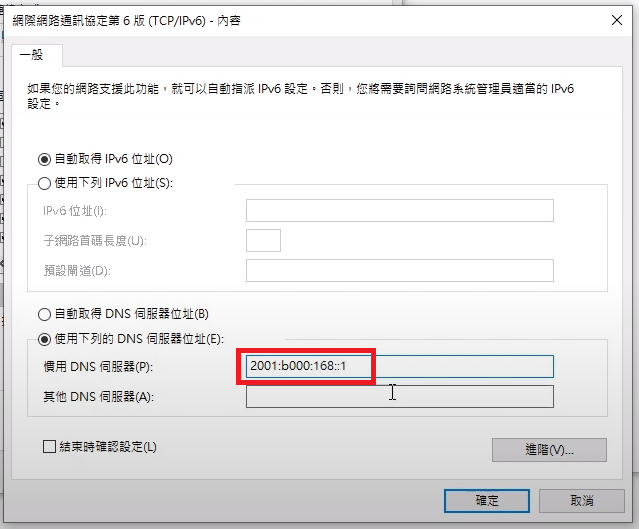 網際網路通訊協定第 6 版 (TCP/IPv6) - 內容
一般
如果您的網路支援此功能，就可以自動指派 IPv6 設定。否則，您將需要詢問網路系統管理員適當的 IPv6
設定。
自動取得 IPv6 位址(O)
使用下列 IPv6 位址(S):
IPv6 位址(I):
子網路首碼長度(U):
預設閘道(D):
自動取得 DNS 伺服器位址(B)
使用下列的 DNS 伺服器位址(E):
慣用 DNS 伺服器(P):
2001:b000:168::1
其他 DNS 伺服器(A):
結束時確認設定(L)
進階(V)...
確定
取消